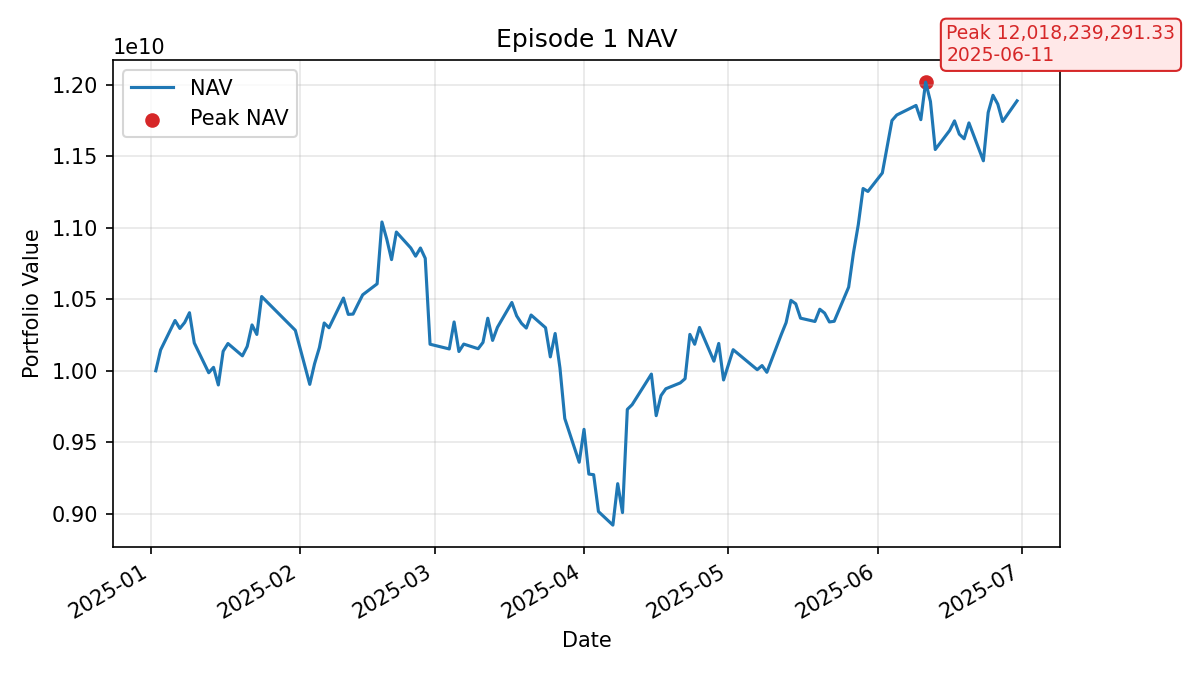 Peak 12,018,239,291.33
2025-06-11
Episode 1 NAV
1e10
NAV
Peak NAV
1.20
1.15
1.10
1.05
1.00
0.95
0.90
Portfolio Value
2025-01
2025-02
2025-03
2025-04
2025-05
2025-06
2025-07
Date